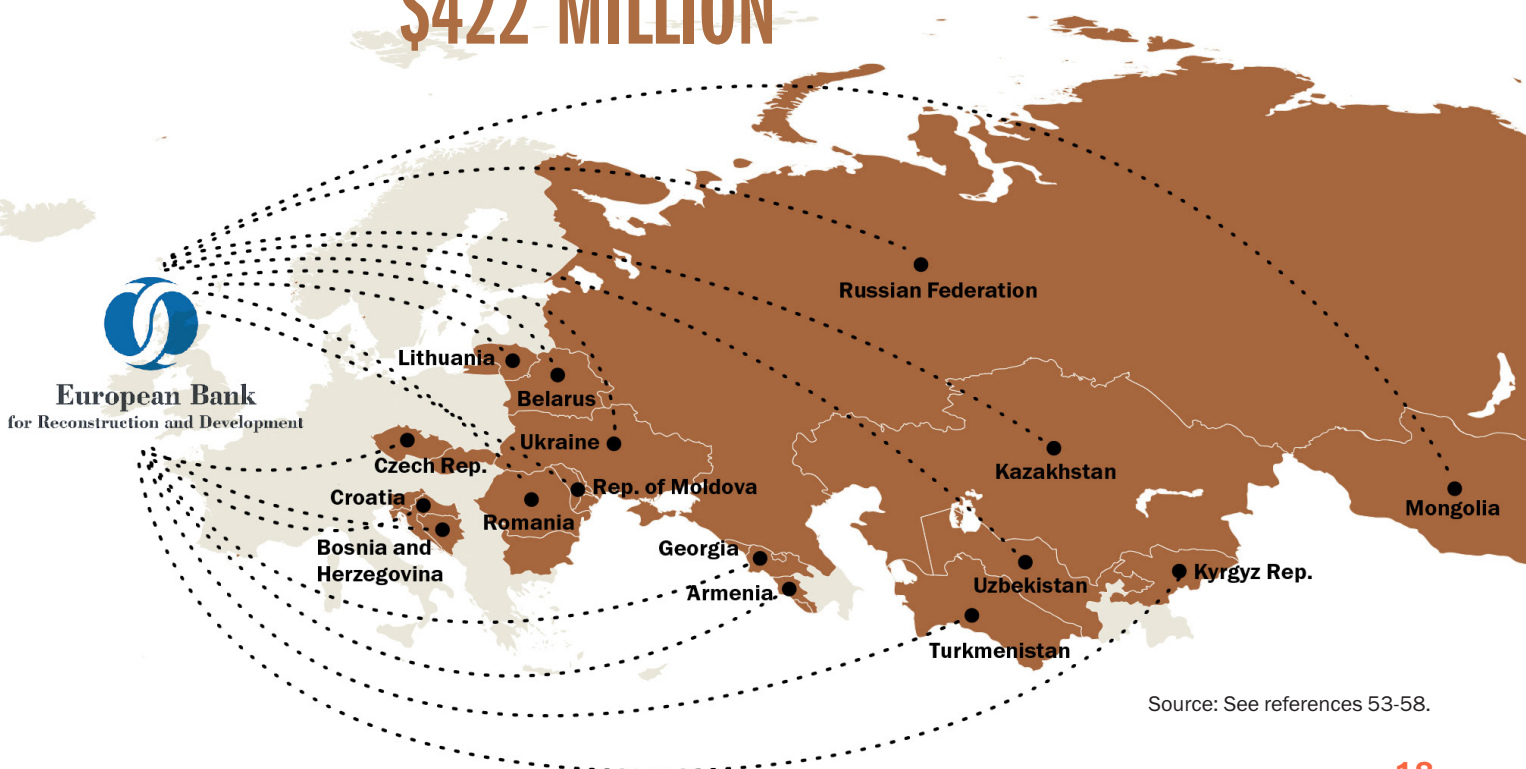 $422 MILLION
Russian Federation
Lithuania
Belarus
European Bank
for Reconstruction and Development
Ukraine
Czech Rep.
Kazakhstan
Rep. of Moldova
Croatia
Romania
Mongolia
Bosnia and
Herzegovina
Georgia
Armenia
Uzbekistan
Kyrgyz Rep.
Turkmenistan
Source: See references 53-58.